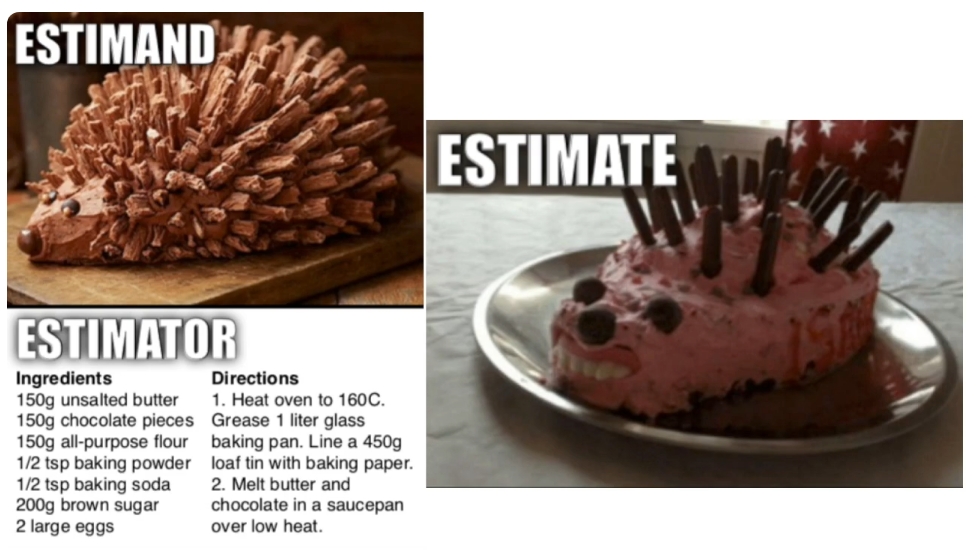 ESTIMAND
ESTIMATOR
Ingredients
150g unsalted butter
150g chocolate pieces
150g all-purpose flour
1/2 tsp baking powder
1/2 tsp baking soda
200g brown sugar
2 large eggs
Directions
1. Heat oven to 160C.
Grease 1 liter glass
baking pan. Line a 450g
loaf tin with baking paper.
2. Melt butter and
chocolate in a saucepan
over low heat.
ESTIMATE